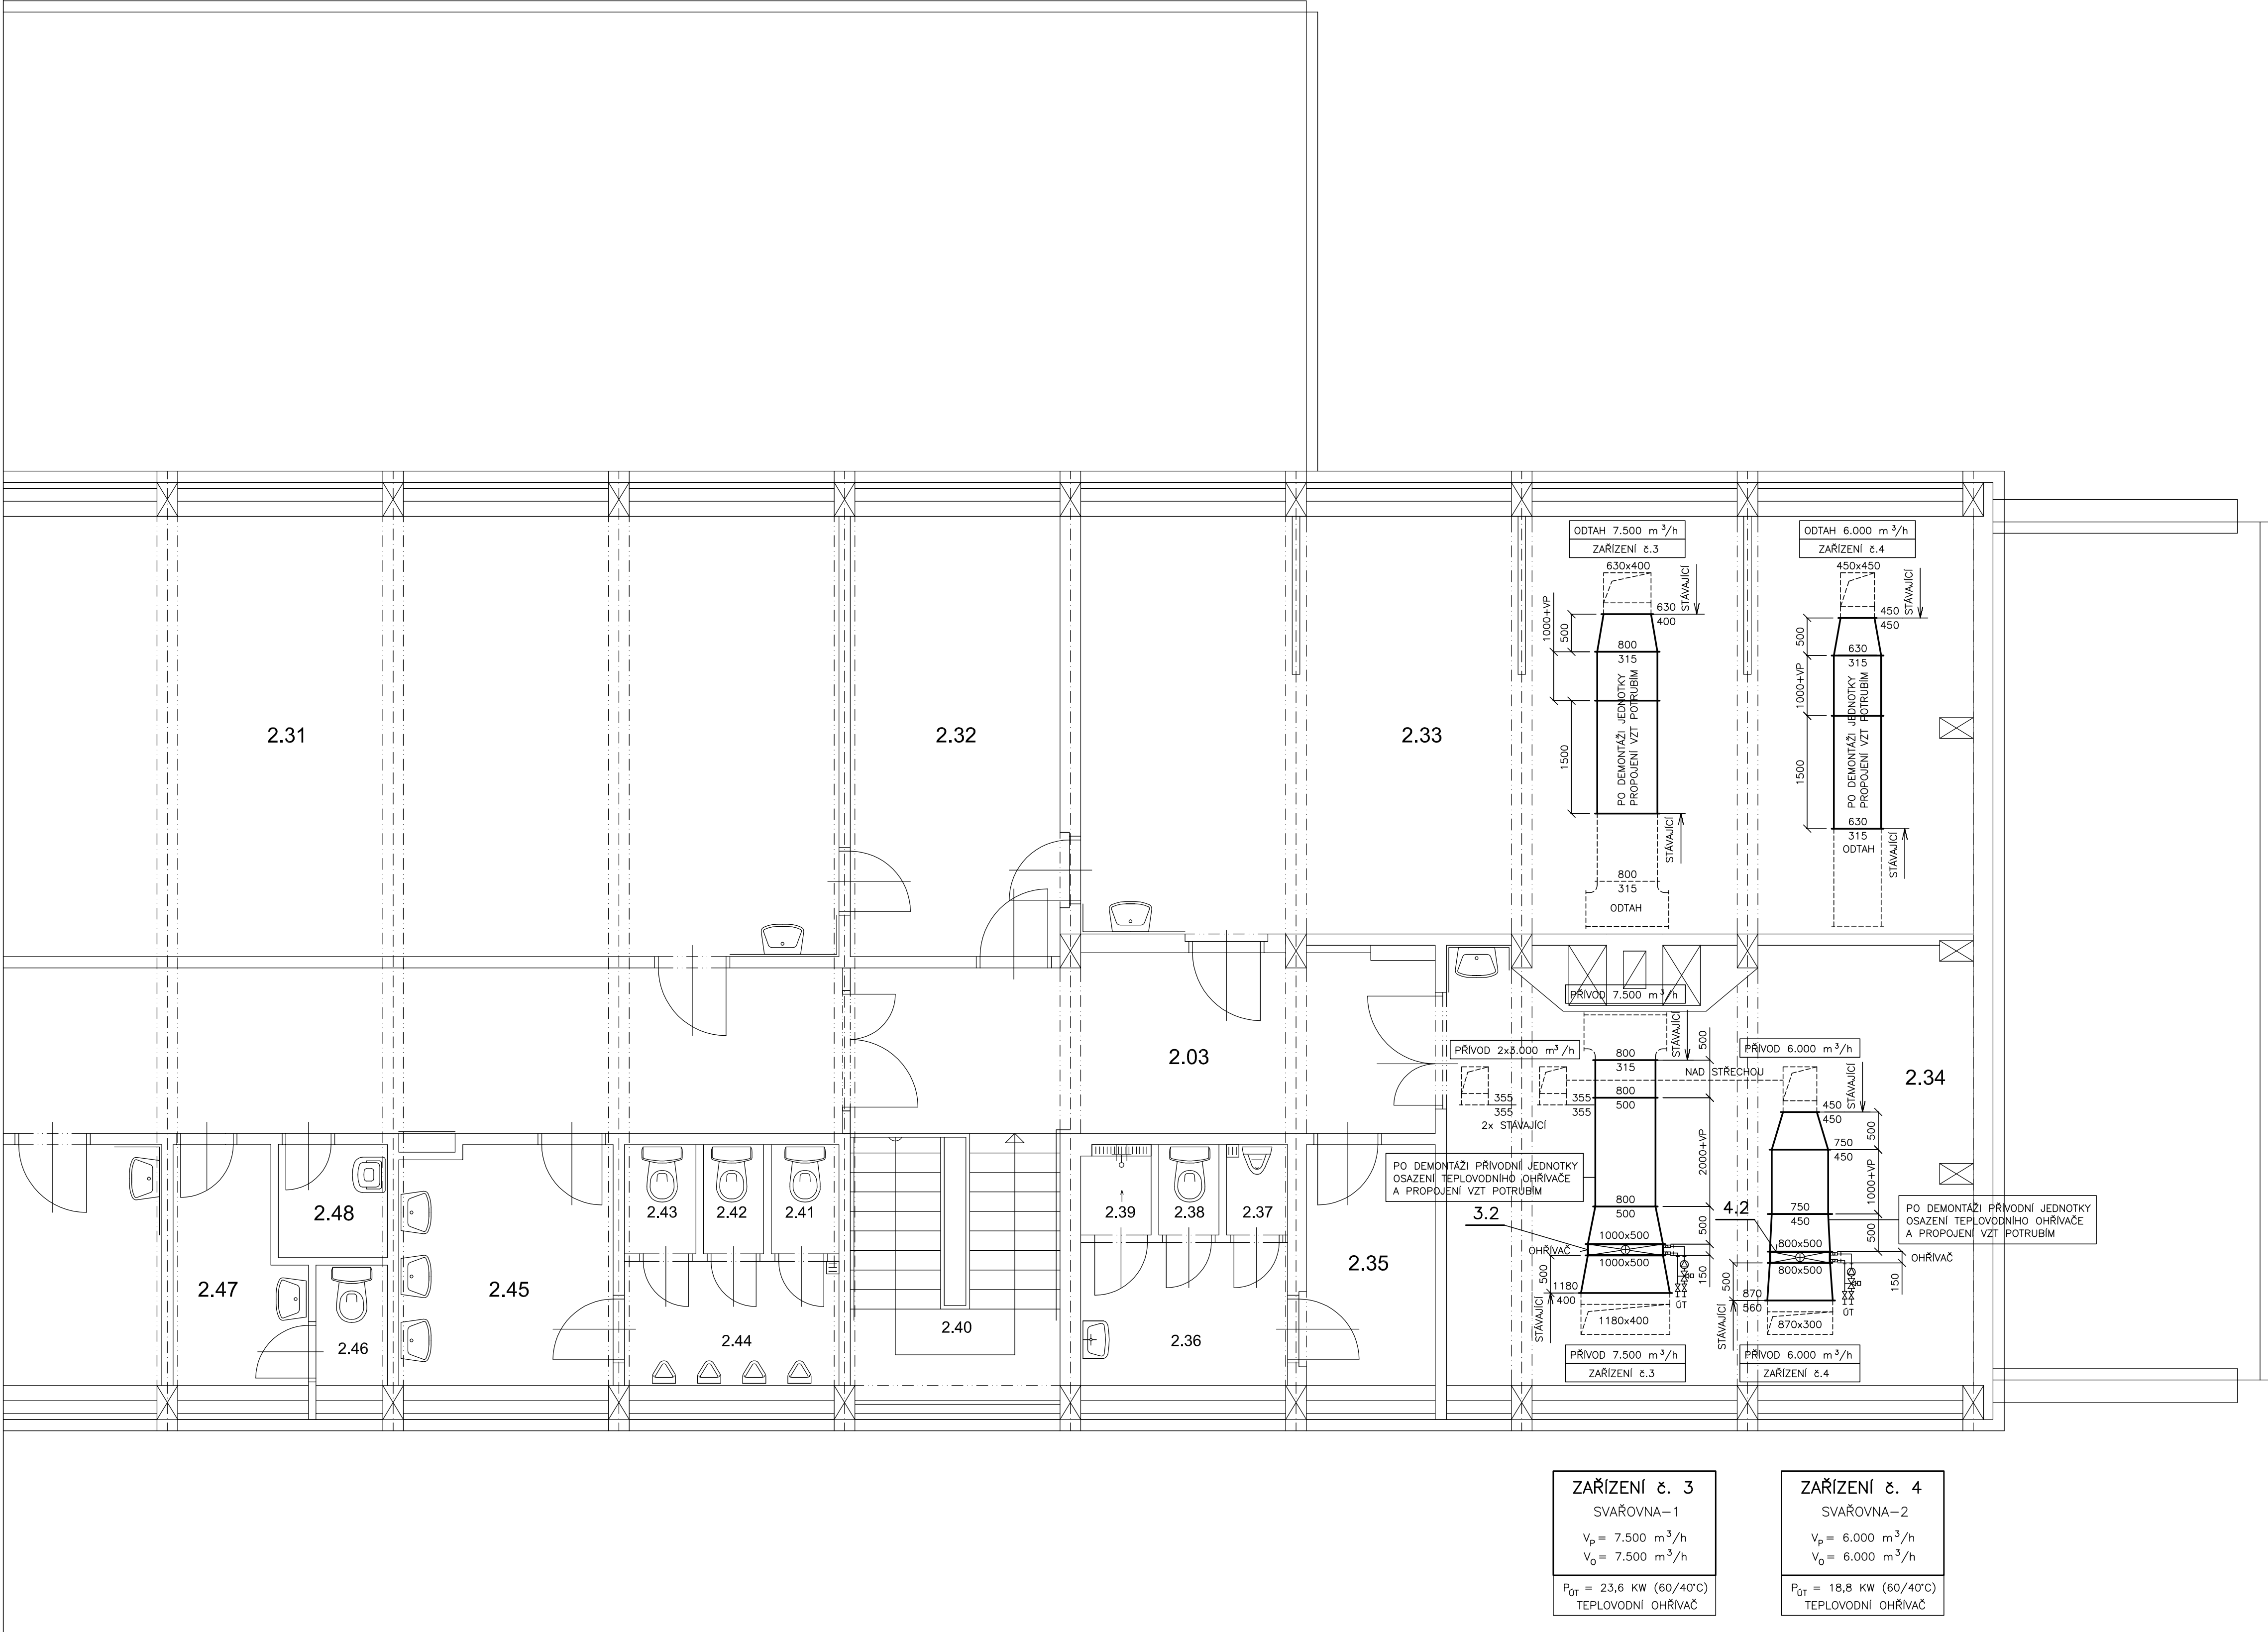 ODTAH 7.500 m³/h
ZAŘÍZENÍ č.3
630x400
STÁVAJÍCÍ
630
400
1000+VP
500
800
315
PO DEMONTÁŽI JEDNOTKY
PROPOJENÍ VZT POTRUBÍM
1500
STÁVAJÍCÍ
800
315
ODTAH
ODTAH 6.000 m³/h
ZAŘÍZENÍ č.4
450x450
STÁVAJÍCÍ
450
450
500
630
315
1000+VP
PO DEMONTÁŽI JEDNOTKY
PROPOJENÍ VZT POTRUBÍM
1500
630
315
ODTAH
STÁVAJÍCÍ
2.31
2.32
2.33
2.03
2.34
PŘÍVOD 7.500 m³/h
STÁVAJÍCÍ
500
PŘÍVOD 2x3.000 m³/h
800
315
PŘÍVOD 6.000 m³/h
NAD STŘECHOU
800
500
355
355
355
355
2x STÁVAJÍCÍ
STÁVAJÍCÍ
450
450
500
750
450
2000+VP
1000+VP
PO DEMONTÁŽI PŘÍVODNÍ JEDNOTKY
OSAZENÍ TEPLOVODNÍHO OHŘÍVAČE
A PROPOJENÍ VZT POTRUBÍM
800
500
3.2
500
1000x500
OHŘÍVAČ
1000x500
500
150
1180
400
ÚT
STÁVAJÍCÍ
1180x400
PŘÍVOD 7.500 m³/h
ZAŘÍZENÍ č.3
4.2
750
450
PO DEMONTÁŽI PŘÍVODNÍ JEDNOTKY
OSAZENÍ TEPLOVODNÍHO OHŘÍVAČE
A PROPOJENÍ VZT POTRUBÍM
500
800x500
OHŘÍVAČ
800x500
500
150
870
560
ÚT
STÁVAJÍCÍ
870x300
PŘÍVOD 6.000 m³/h
ZAŘÍZENÍ č.4
2.48
2.43
2.42
2.41
2.39
2.38
2.37
2.35
2.47
2.45
2.46
2.44
2.40
2.36
ZAŘÍZENÍ č. 3
SVAŘOVNA-1
Vp= 7.500 m³/h
Vo= 7.500 m³/h
PÚT = 23,6 KW (60/40°C)
TEPLOVODNÍ OHŘÍVAČ
ZAŘÍZENÍ č. 4
SVAŘOVNA-2
Vp= 6.000 m³/h
Vo= 6.000 m³/h
PÚT = 18,8 KW (60/40°C)
TEPLOVODNÍ OHŘÍVAČ